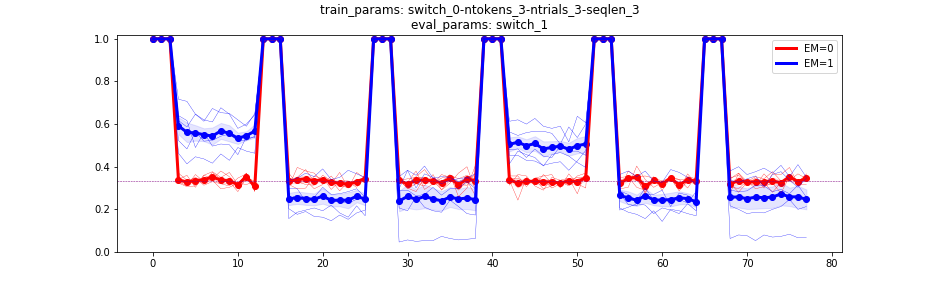 train_params: switch_0-ntokens_3-ntrials_3-seqlen_3
eval_params: switch_1
1.0
0.8
0.6
0.4
0.2
0.0
EM=0
EM=1
0 10 20 30 40 50 60 70 80